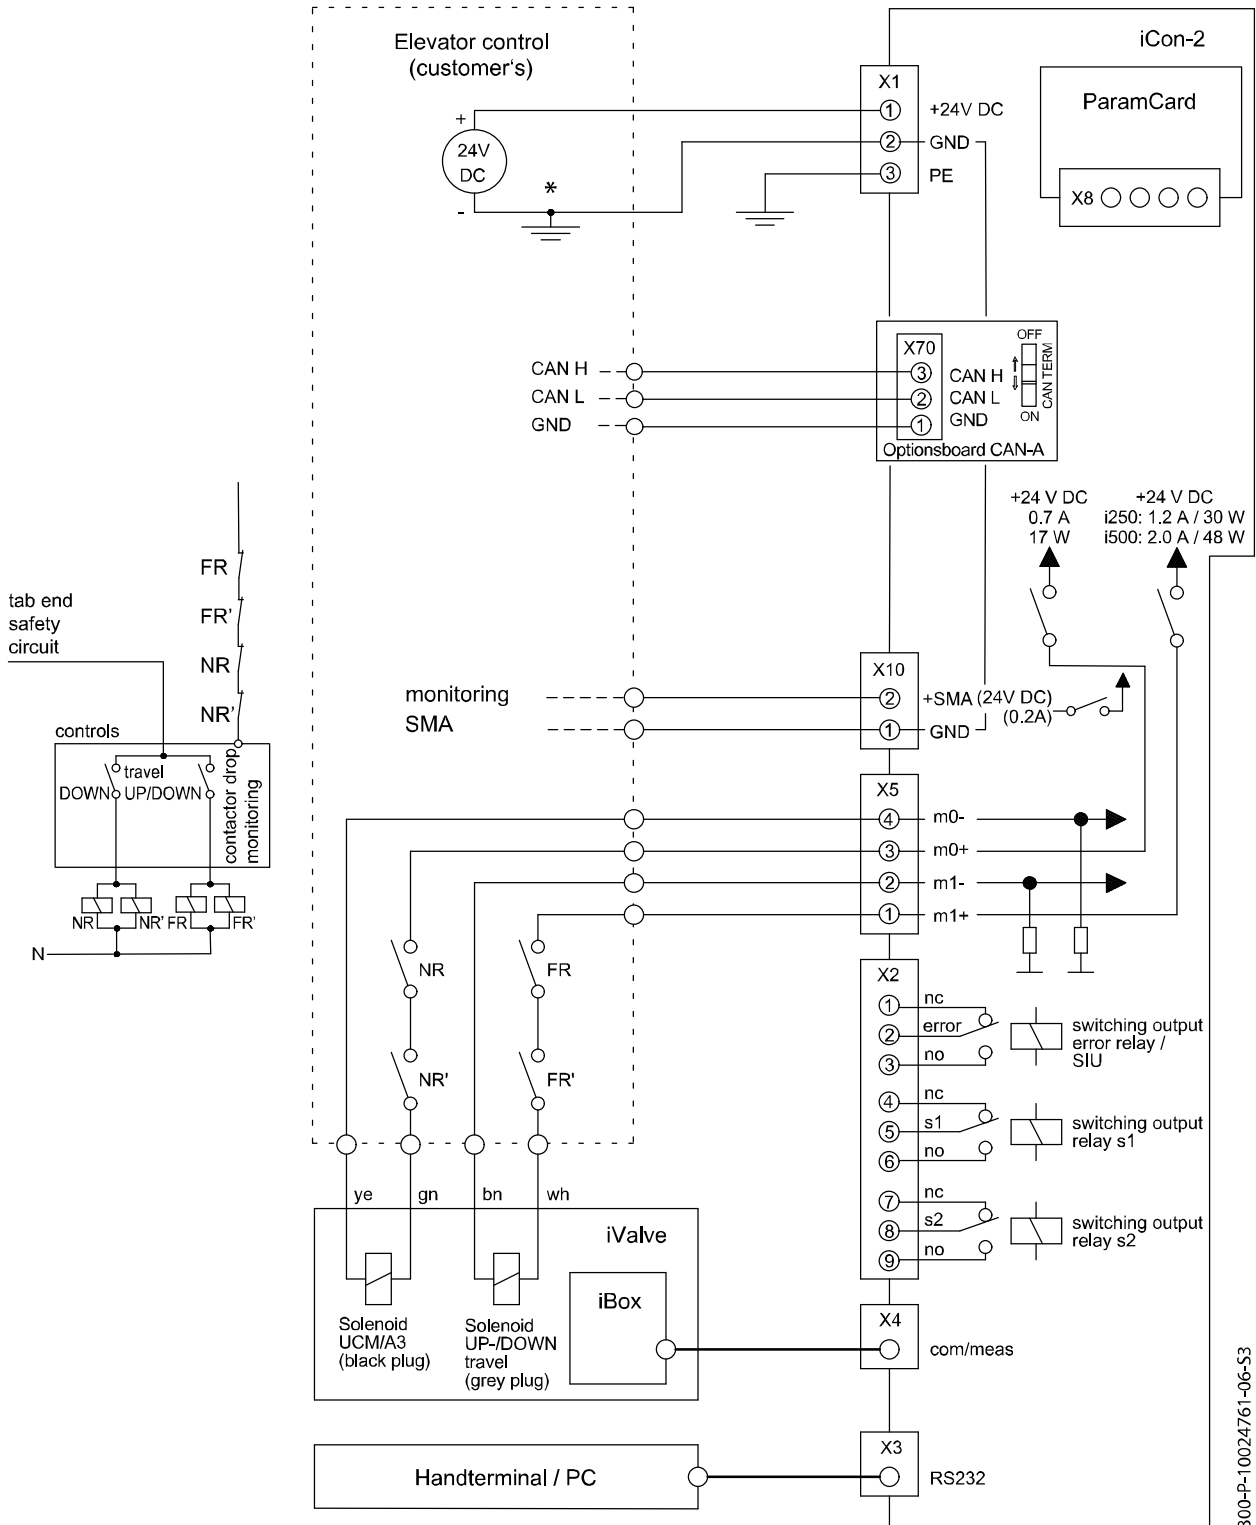 Elevator control
(customer's)
+
24V
DC
-
*
iCon-2
X1
1
+24V DC
2
GND
3
PE
ParamCard
X8
CAN H
CAN L
GND
X70
3
CAN H
2
CAN L
1
GND
OFF
CAN TERM
ON
Optionsboard CAN-A
+24 V DC
0.7 A
17 W
+24 V DC
i250: 1.2 A / 30 W
i500: 2.0 A / 48 W
FR
FR'
NR
NR'
tab end
safety
circuit
controls
travel
DOWN
UP/DOWN
contactor drop
monitoring
NR
NR'
FR
FR'
N
monitoring
SMA
X10
2
+SMA (24V DC)
(0.2A)
1
GND
X5
4
m0-
3
m0+
2
m1-
1
m1+
NR
FR
NR'
FR'
X2
1
nc
2
error
3
no
switching output
error relay /
SIU
4
nc
5
s1
6
no
switching output
relay s1
7
nc
8
s2
9
no
switching output
relay s2
ye
gn
bn
wh
iValve
iBox
Solenoid
UCM/A3
(black plug)
Solenoid
UP-/DOWN
travel
(grey plug)
X4
com/meas
Handterminal / PC
X3
RS232
300-P-10024761-06-S3